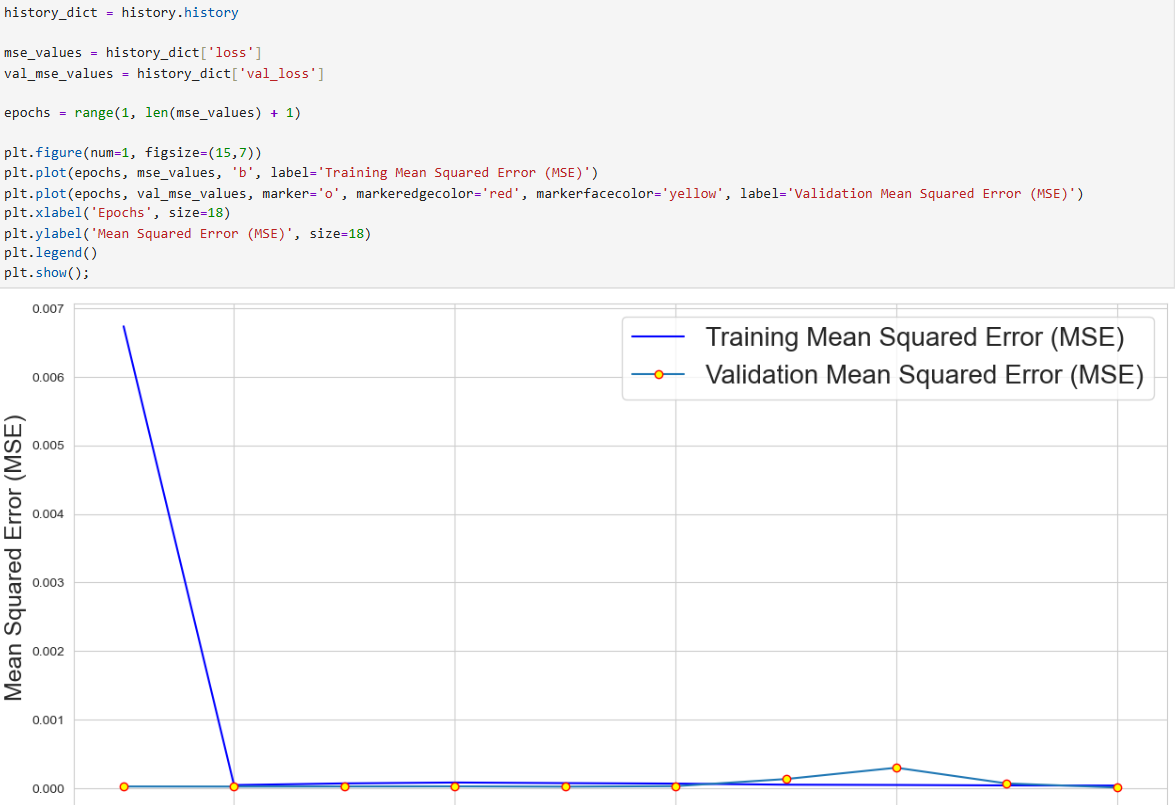 history_dict = history.history
mse_values = history_dict['loss']
val_mse_values = history_dict['val_loss']
epochs = range(1, len(mse_values) + 1)
plt.figure(num=1, figsize=(15,7))
plt.plot(epochs, mse_values, 'b', label='Training Mean Squared Error (MSE)')
plt.plot(epochs, val_mse_values, marker='o', markeredgecolor='red', markerfacecolor='yellow', label='Validation Mean Squared Error (MSE)')
plt.xlabel('Epochs', size=18)
plt.ylabel('Mean Squared Error (MSE)', size=18)
plt.legend()
plt.show();
0.007
Training Mean Squared Error (MSE)
Validation Mean Squared Error (MSE)
0.006
0.005
0.004
0.003
0.002
0.001
0.000
Mean Squared Error (MSE)